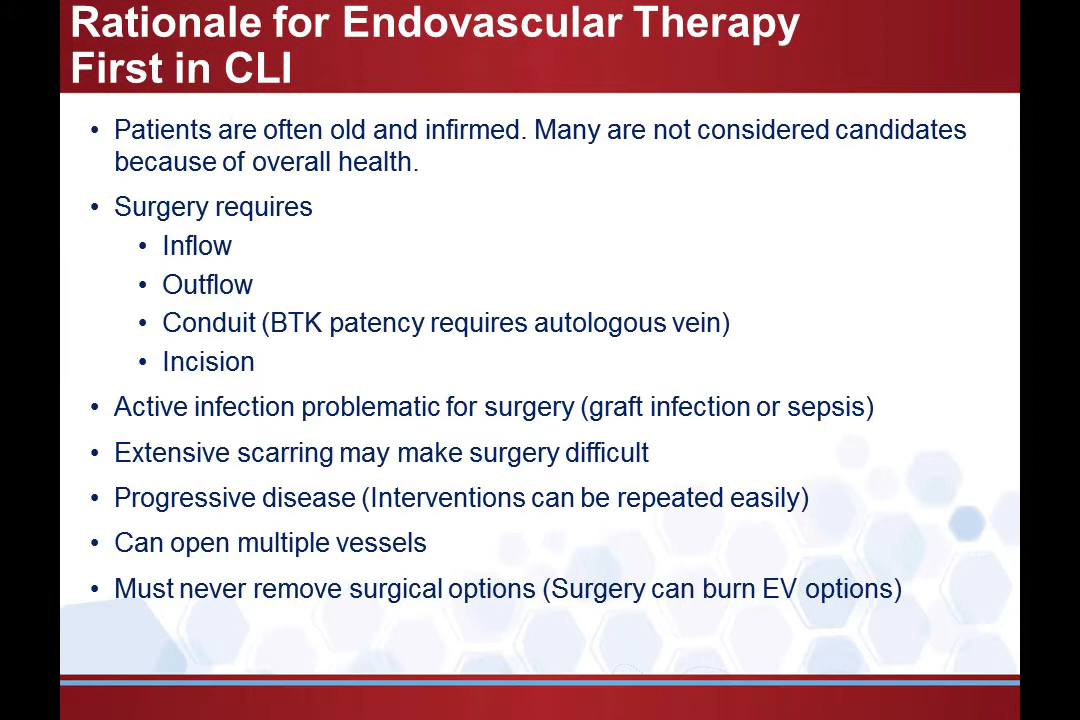 Rationale for Endovascular Therapy
First in CLI
• Patients are often old and infirmed. Many are not considered candidates
because of overall health.
• Surgery requires
• Inflow
• Outflow
• Conduit (BTK patency requires autologous vein)
• Incision
• Active infection problematic for surgery (graft infection or sepsis)
• Extensive scarring may make surgery difficult
• Progressive disease (Interventions can be repeated easily)
• Can open multiple vessels
• Must never remove surgical options (Surgery can burn EV options)